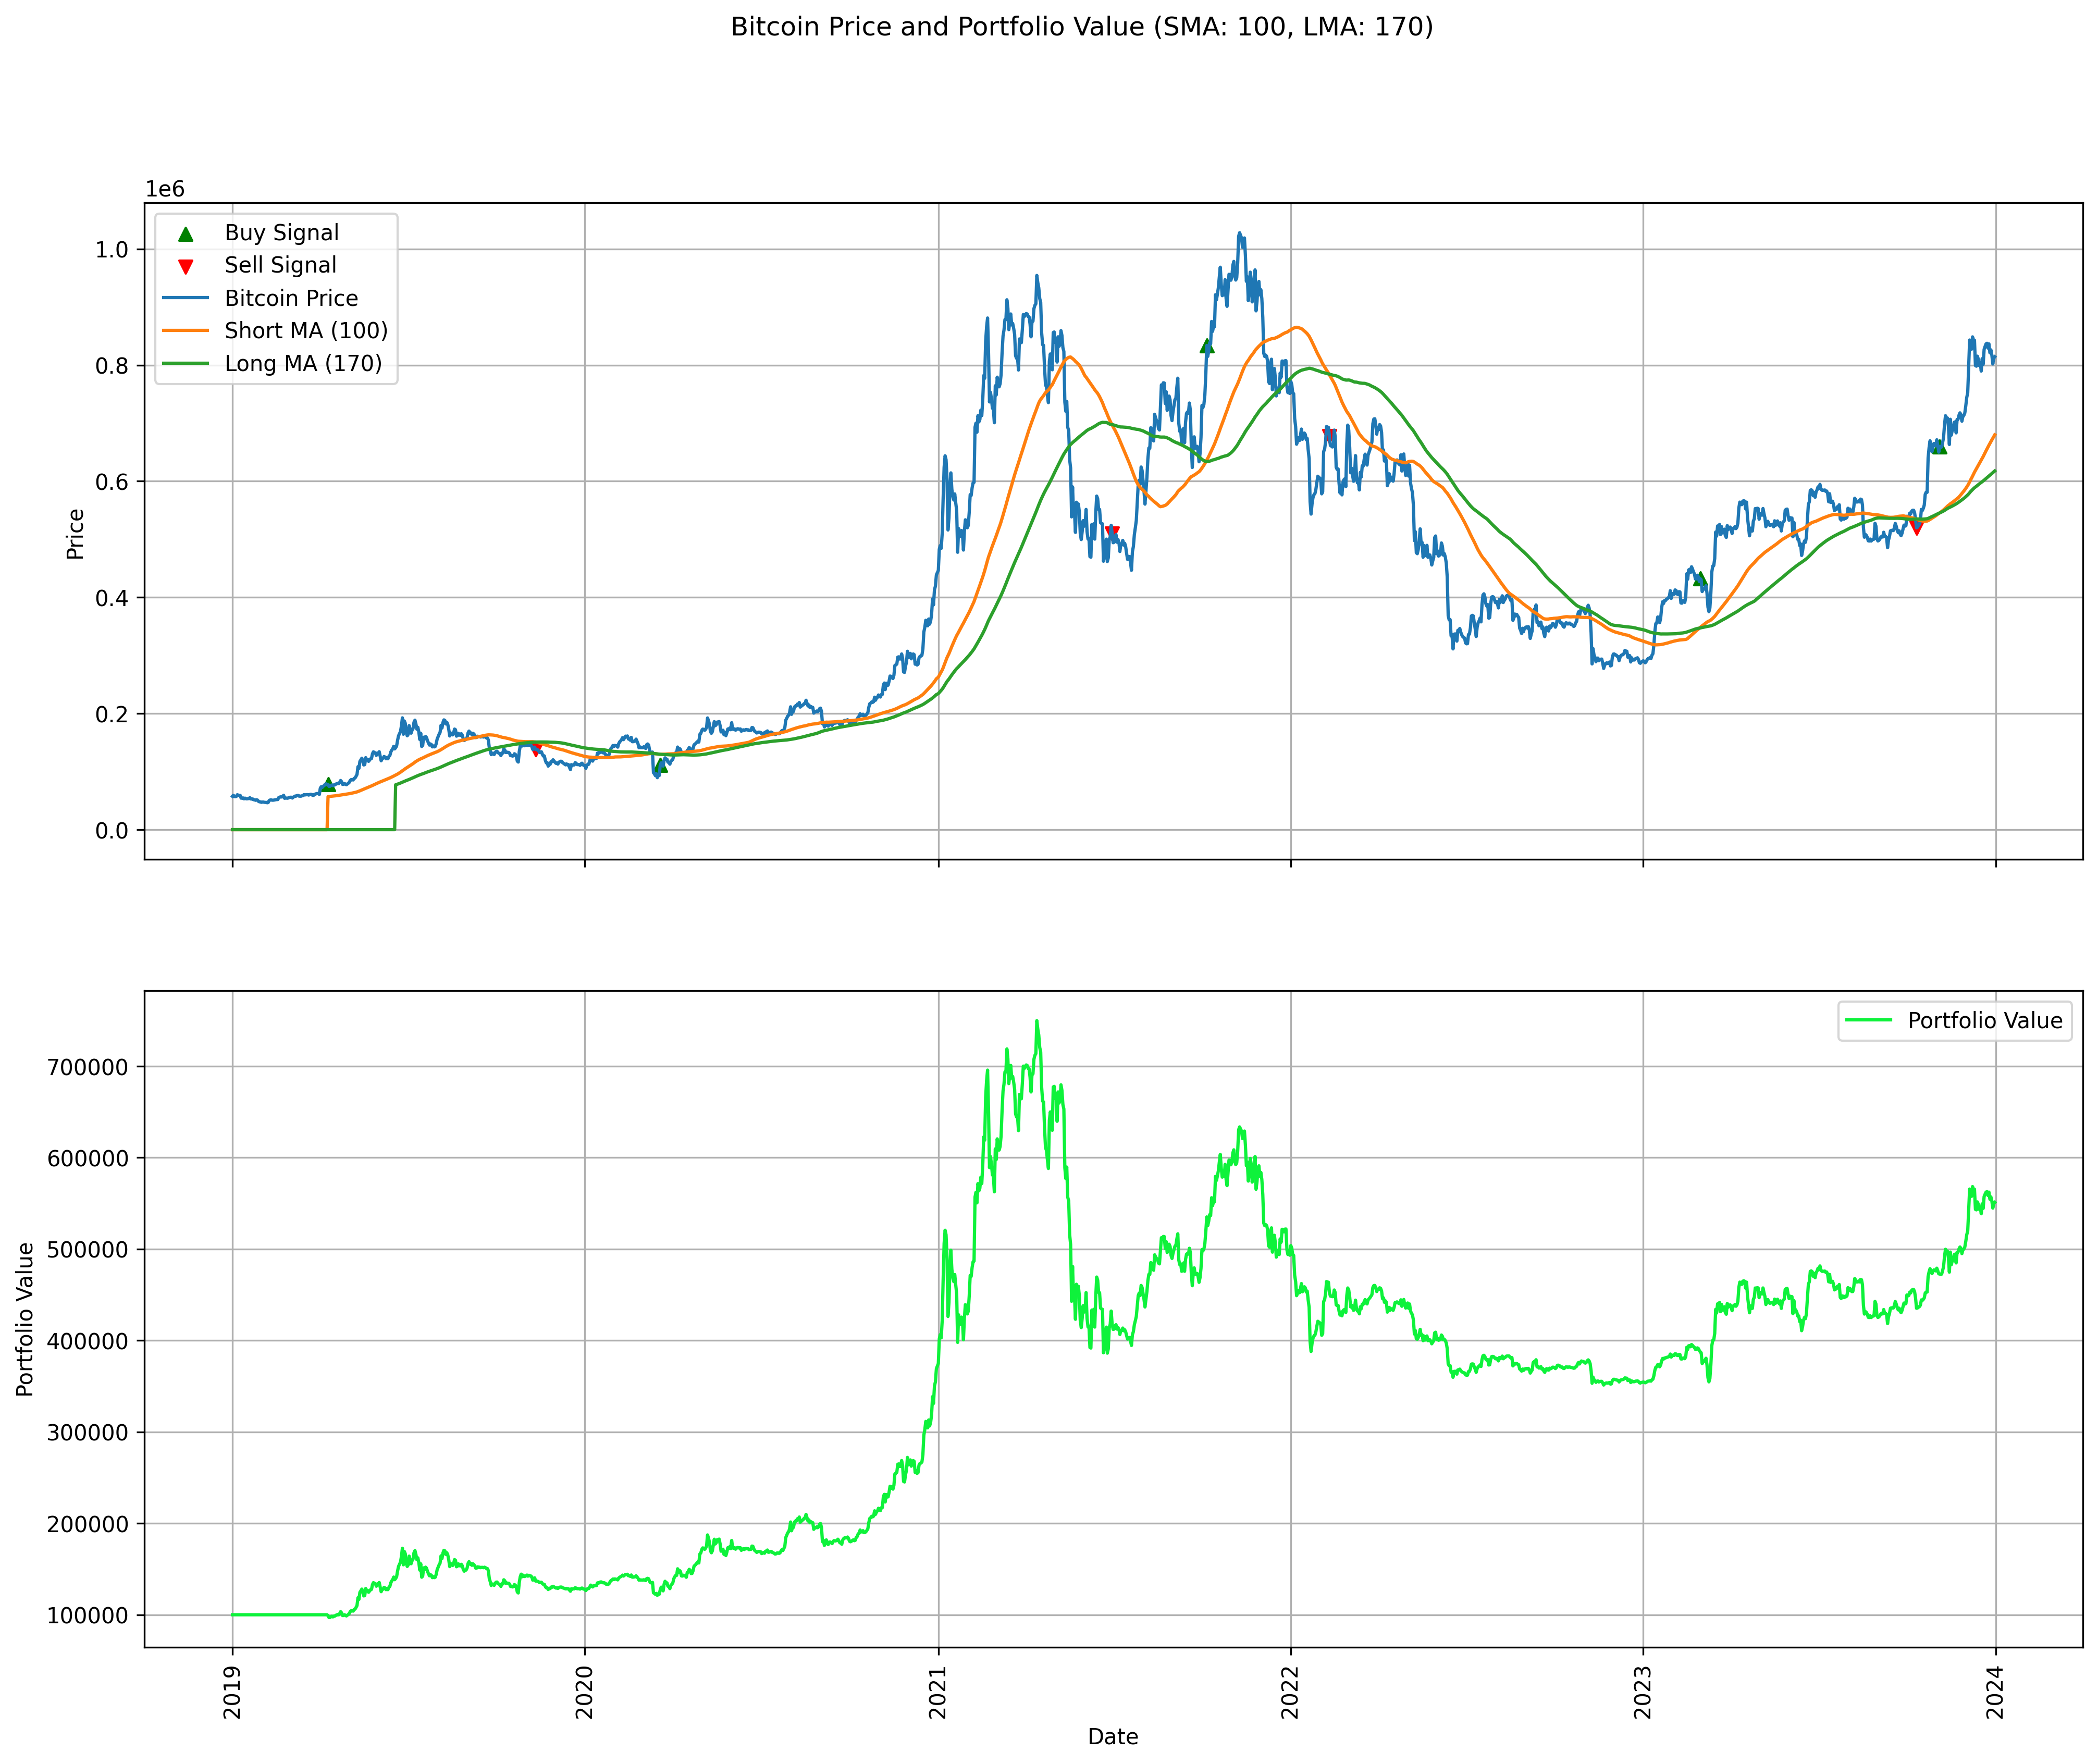 Bitcoin Price and Portfolio Value (SMA: 100, LMA: 170)
1e6
Buy Signal
Sell Signal
Bitcoin Price
Short MA (100)
Long MA (170)
1.0
0.8
0.6
0.4
0.2
0.0
Price
Portfolio Value
700000
600000
500000
400000
300000
200000
100000
Portfolio Value
2019
2020
2021
2022
2023
2024
Date